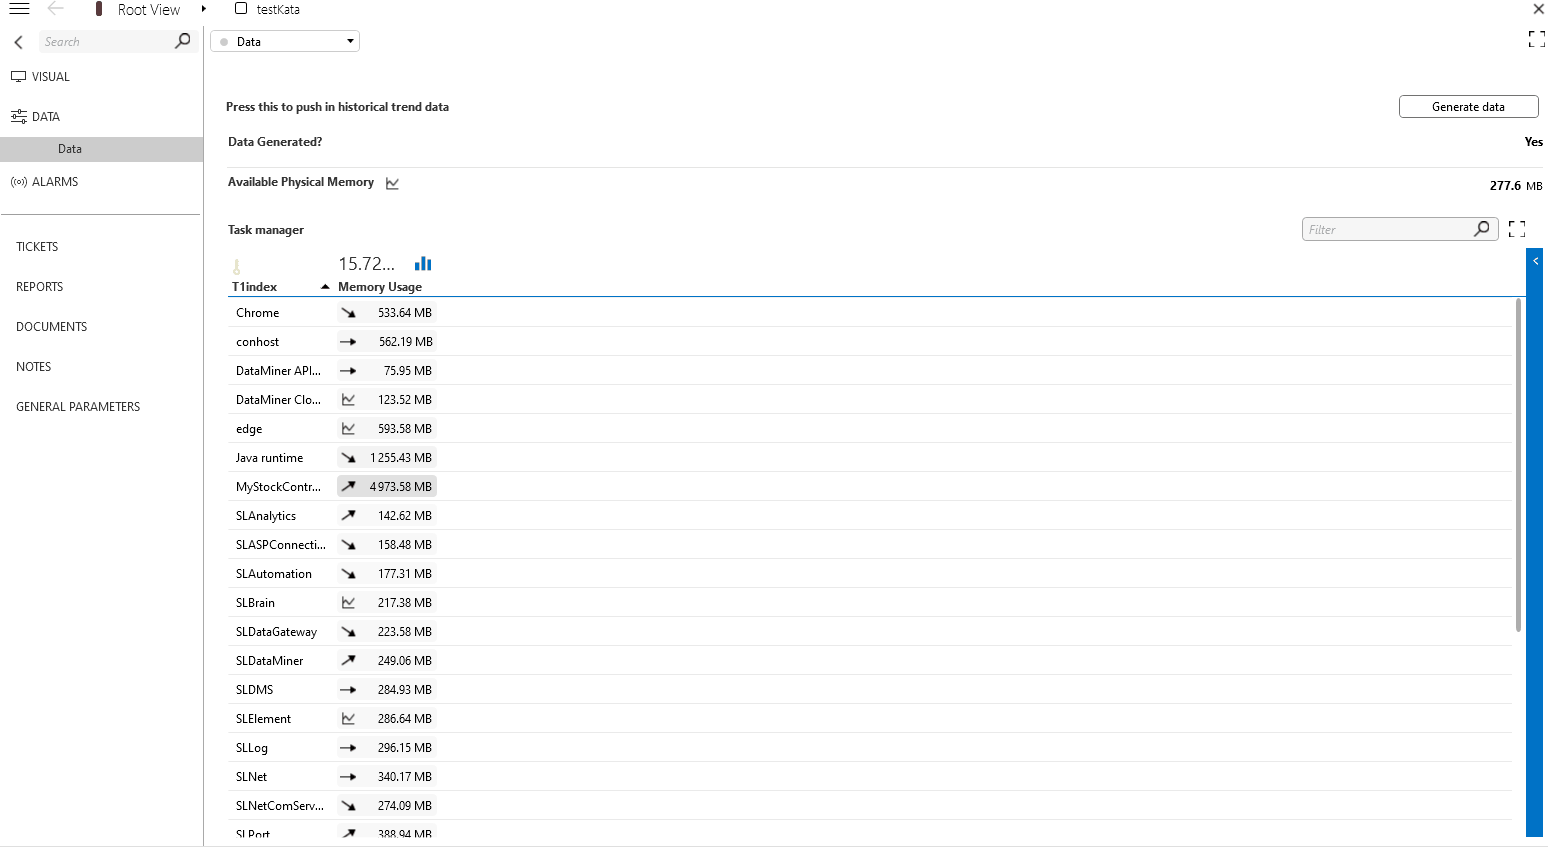 Root View
testKata
Search
Data
VISUAL
DATA
Data
ALARMS
TICKETS
REPORTS
DOCUMENTS
NOTES
GENERAL PARAMETERS
Press this to push in historical trend data
Generate data
Data Generated?
Yes
Available Physical Memory
277.6 MB
Task manager
Filter
15.72...
T1index Memory Usage
Chrome 533.64 MB
conhost 562.19 MB
DataMiner API... 75.95 MB
DataMiner Clo... 123.52 MB
edge 593.58 MB
Java runtime 1 255.43 MB
MyStockContr... 4 973.58 MB
SLAnalytics 142.62 MB
SLASPConnecti... 158.48 MB
SLAutomation 177.31 MB
SLBrain 217.38 MB
SLDataGateway 223.58 MB
SLDataMiner 249.06 MB
SLDMS 284.93 MB
SLElement 286.64 MB
SLLog 296.15 MB
SLNet 340.17 MB
SLNetComServ... 274.09 MB
SLPort 388.94 MB